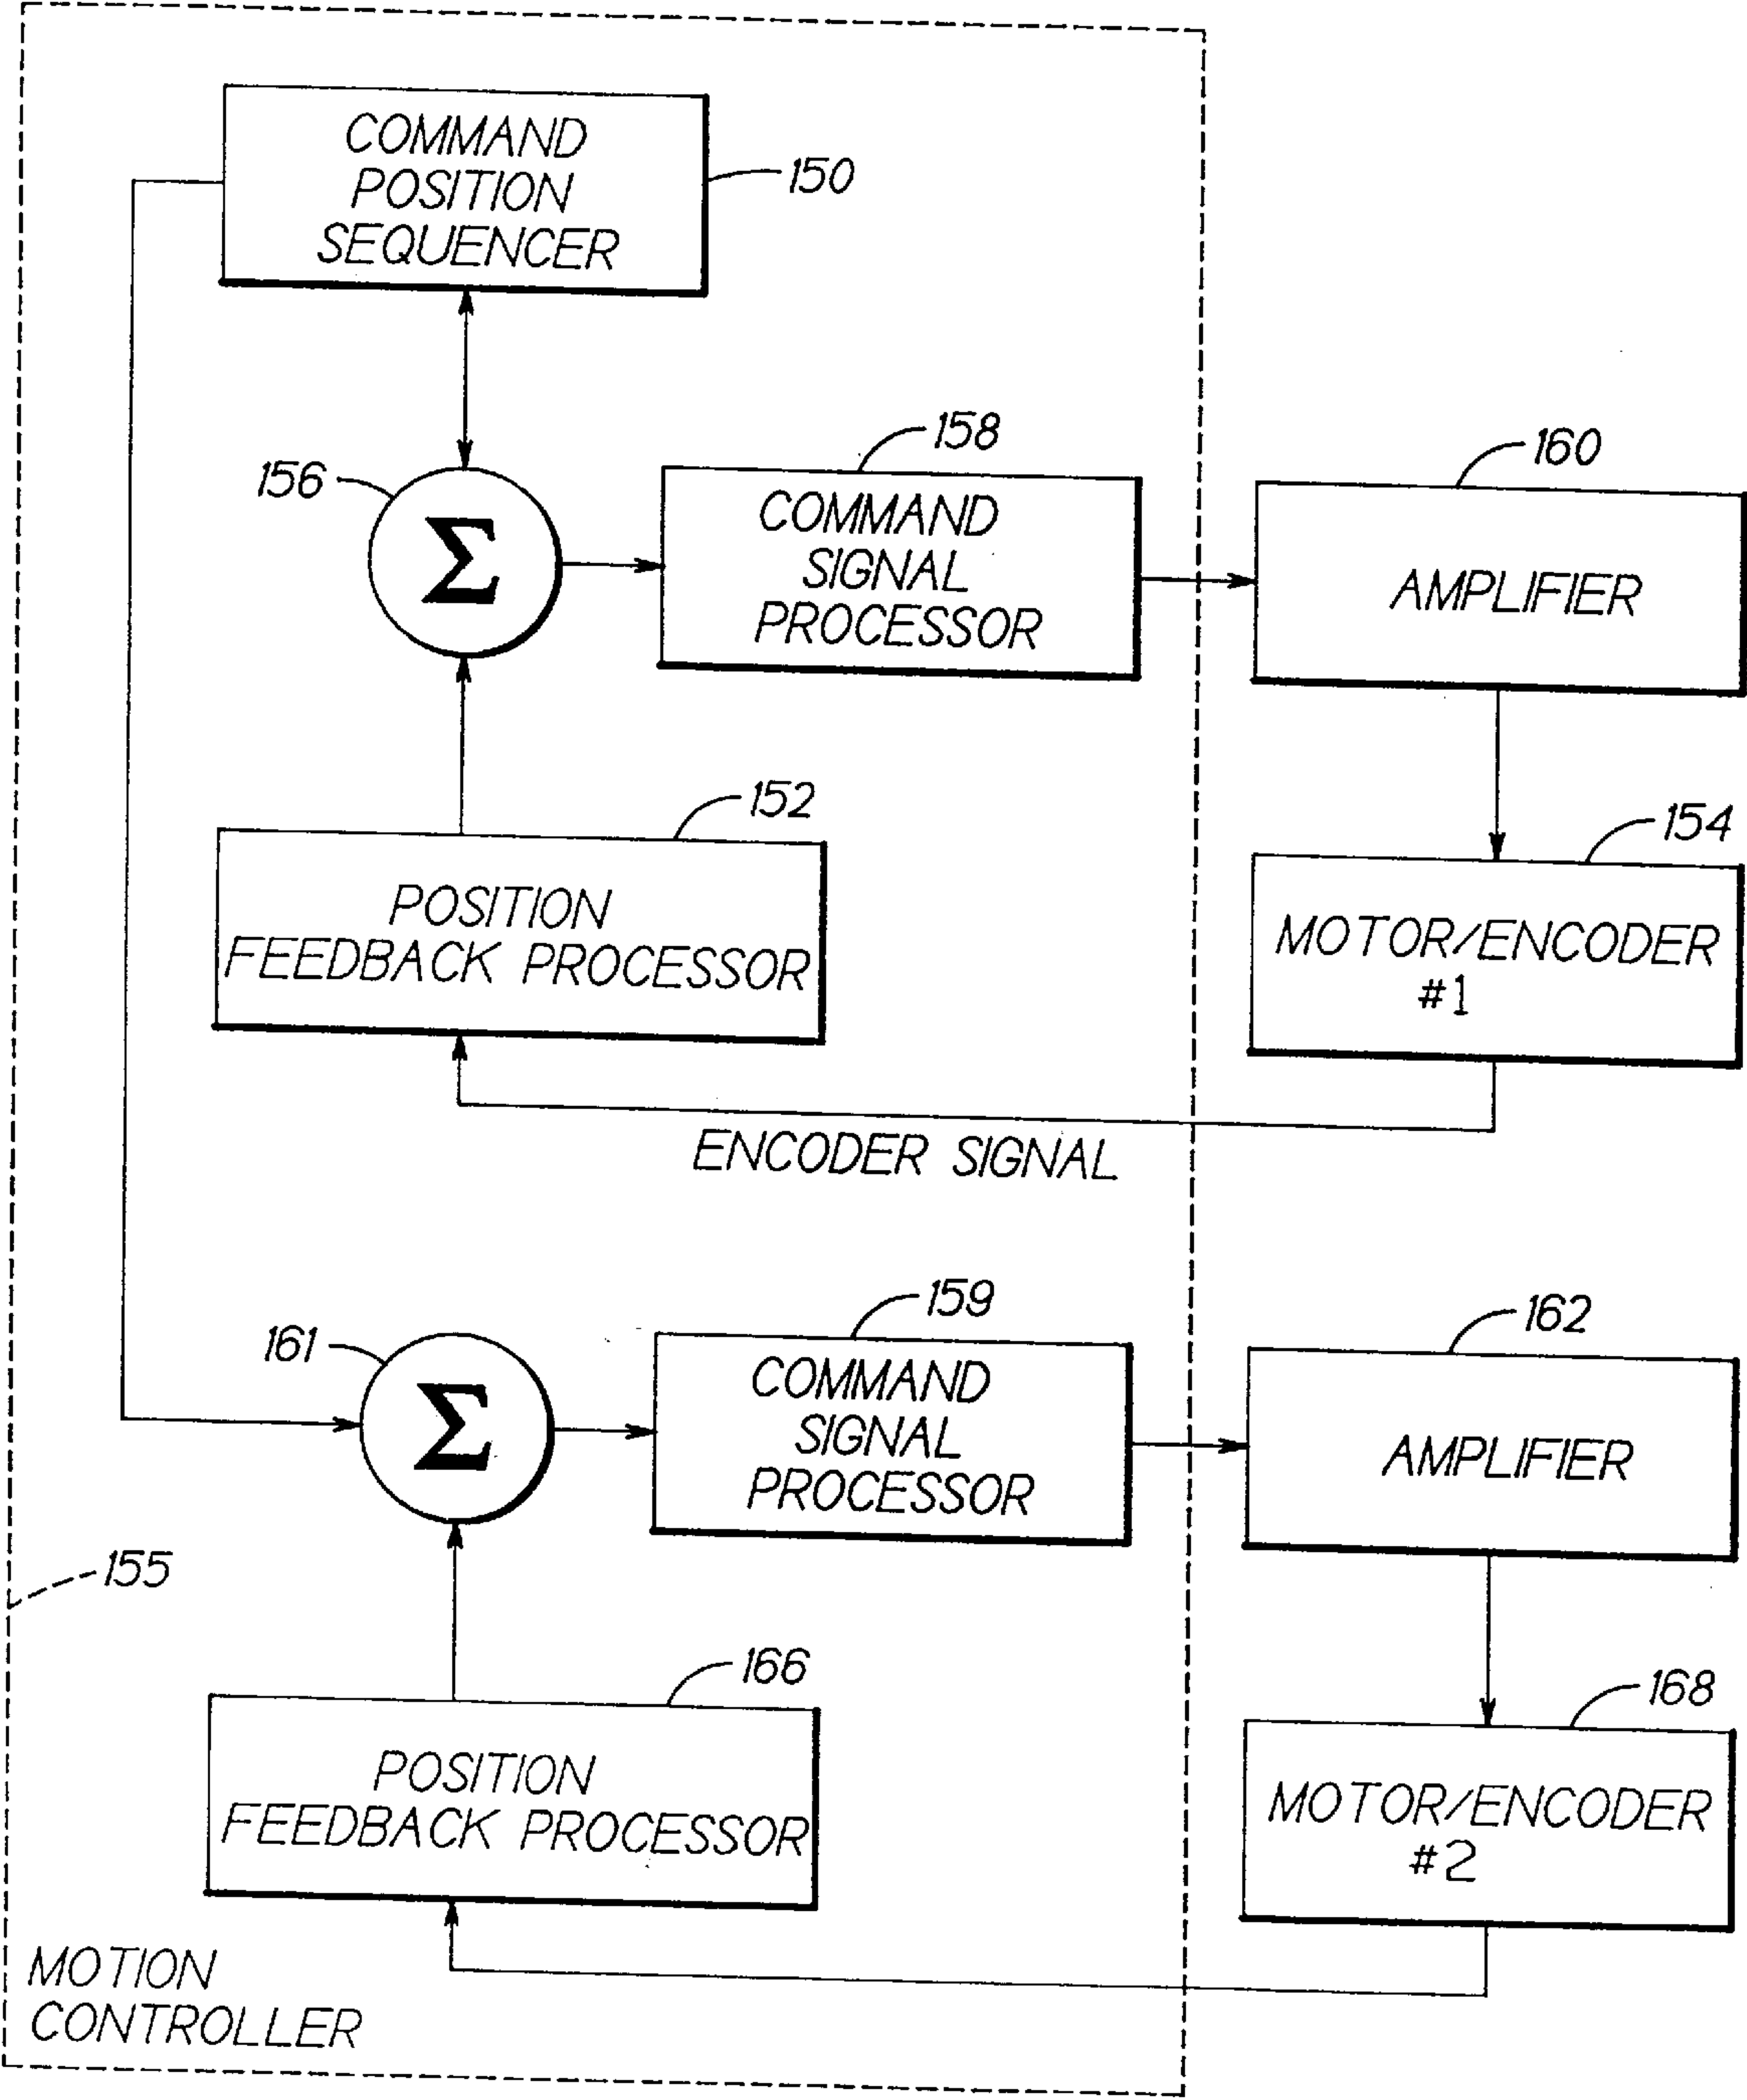 COMMAND
POSITION
SEQUENCER
150
156
Σ
158
COMMAND
SIGNAL
PROCESSOR
160
AMPLIFIER
152
POSITION
FEEDBACK PROCESSOR
154
MOTOR/ENCODER
#1
ENCODER SIGNAL
161
Σ
159
COMMAND
SIGNAL
PROCESSOR
162
AMPLIFIER
155
166
POSITION
FEEDBACK PROCESSOR
168
MOTOR/ENCODER
#2
MOTION
CONTROLLER